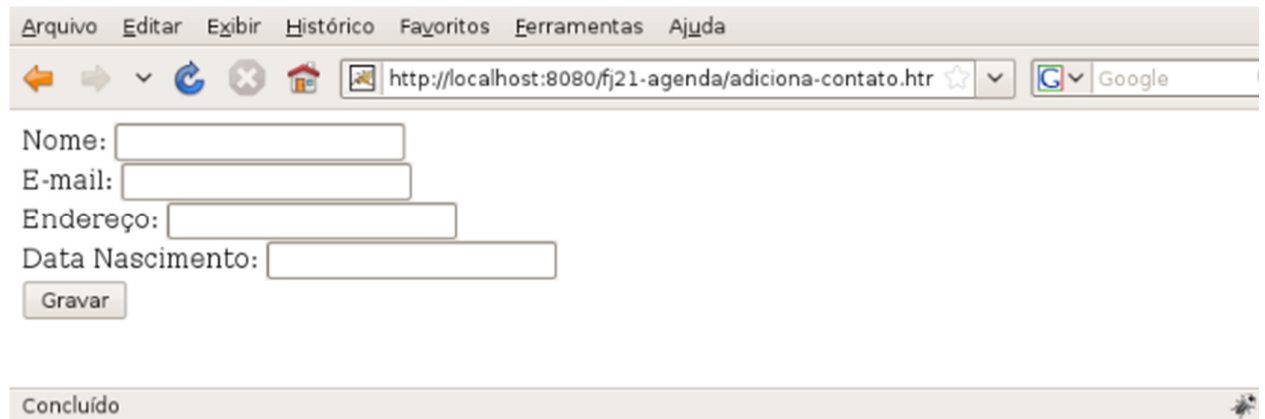 Arquivo Editar Exibir Histórico Favoritos Ferramentas Ajuda
http://localhost:8080/fj21-agenda/adiciona-contato.htr G Google
Nome:
E-mail:
Endereço:
Data Nascimento:
Gravar
Concluído